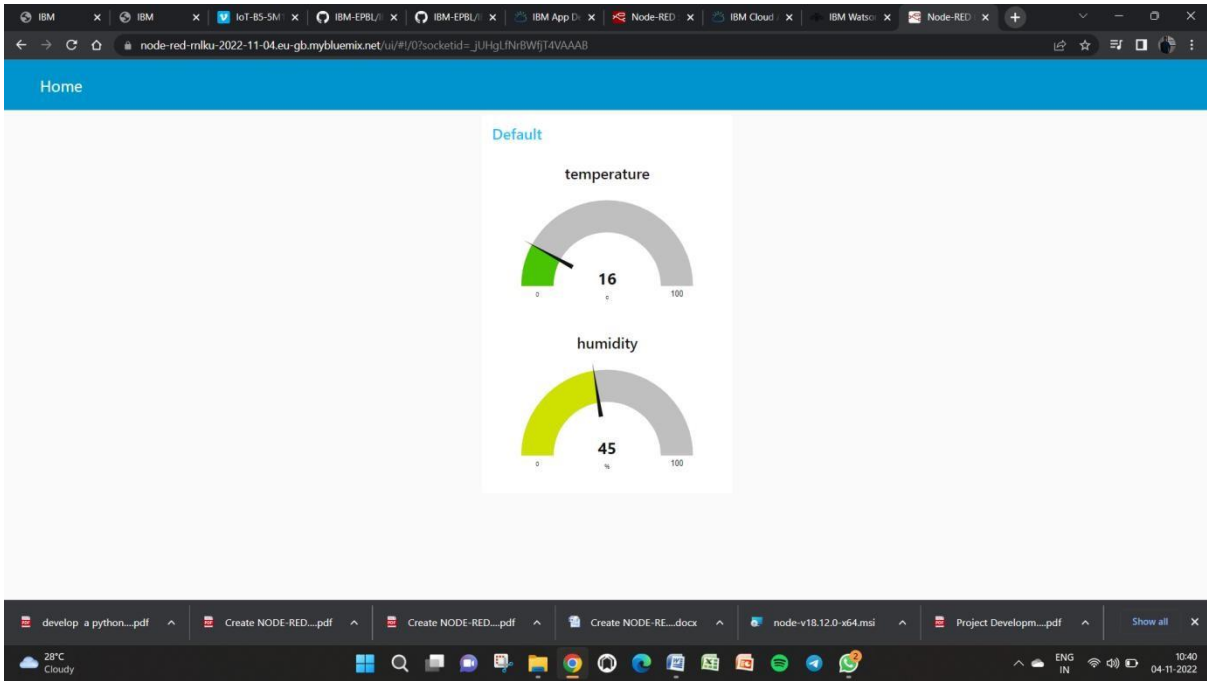 IBM
IBM
IoT-B5-5M1
IBM-EPBL/I
IBM-EPBL/I
IBM App De
Node-RED
IBM Cloud
IBM Watso
Node-RED
node-red-rnlku-2022-11-04.eu-gb.mybluemix.net/ui/#!/0?socketid=_jUHgLfNrBWfjT4VAAAB
Home
Default
temperature
16
0
c
100
humidity
45
0
%
100
develop a python....pdf
Create NODE-RED....pdf
Create NODE-RED....pdf
Create NODE-RE....docx
node-v18.12.0-x64.msi
Project Developm....pdf
Show all
28°C
Cloudy
2
ENG
IN
10:40
04-11-2022